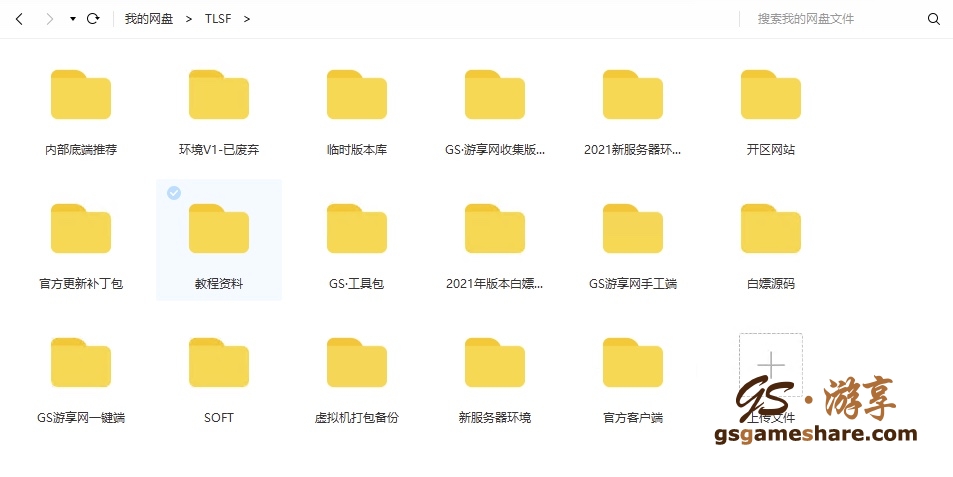 我的网盘 > TLSF >
搜索我的网盘文件
内部底端推荐
环境V1-已废弃
临时版本库
GS·游享网收集版...
2021新服务器环...
开区网站
官方更新补丁包
教程资料
GS·工具包
2021年版本白嫖...
GS游享网手工端
白嫖源码
GS游享网一键端
SOFT
虚拟机打包备份
新服务器环境
官方客户端
上传文件
GS·游享
gsgameshare.com